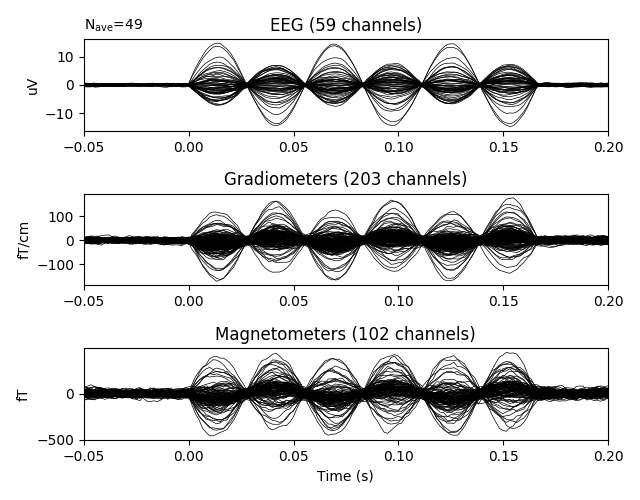 Nave=49
EEG (59 channels)
uV
10
0
−10
−0.05 0.00 0.05 0.10 0.15 0.20
Gradiometers (203 channels)
fT/cm
100
0
−100
−0.05 0.00 0.05 0.10 0.15 0.20
Magnetometers (102 channels)
fT
0
−500
−0.05 0.00 0.05 0.10 0.15 0.20
Time (s)